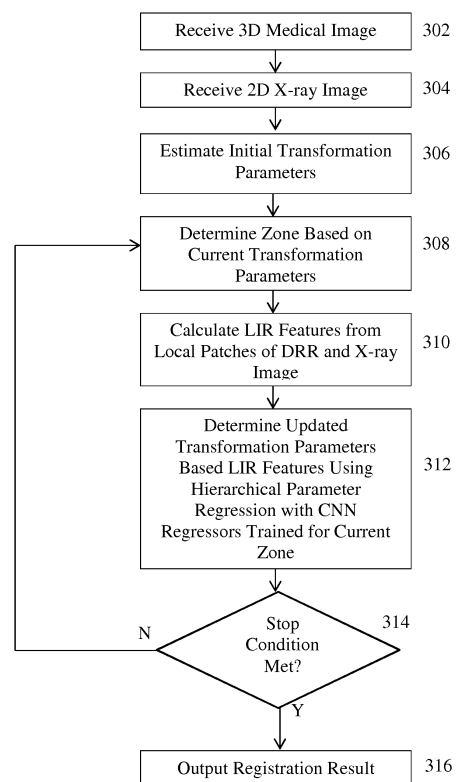 Receive 3D Medical Image
302
Receive 2D X-ray Image
304
Estimate Initial Transformation
Parameters
306
Determine Zone Based on
Current Transformation
Parameters
308
Calculate LIR Features from
Local Patches of DRR and X-ray
Image
310
Determine Updated
Transformation Parameters
Based LIR Features Using
Hierarchical Parameter
Regression with CNN
Regressors Trained for Current
Zone
312
Stop
Condition
Met?
314
N
Y
Output Registration Result
316